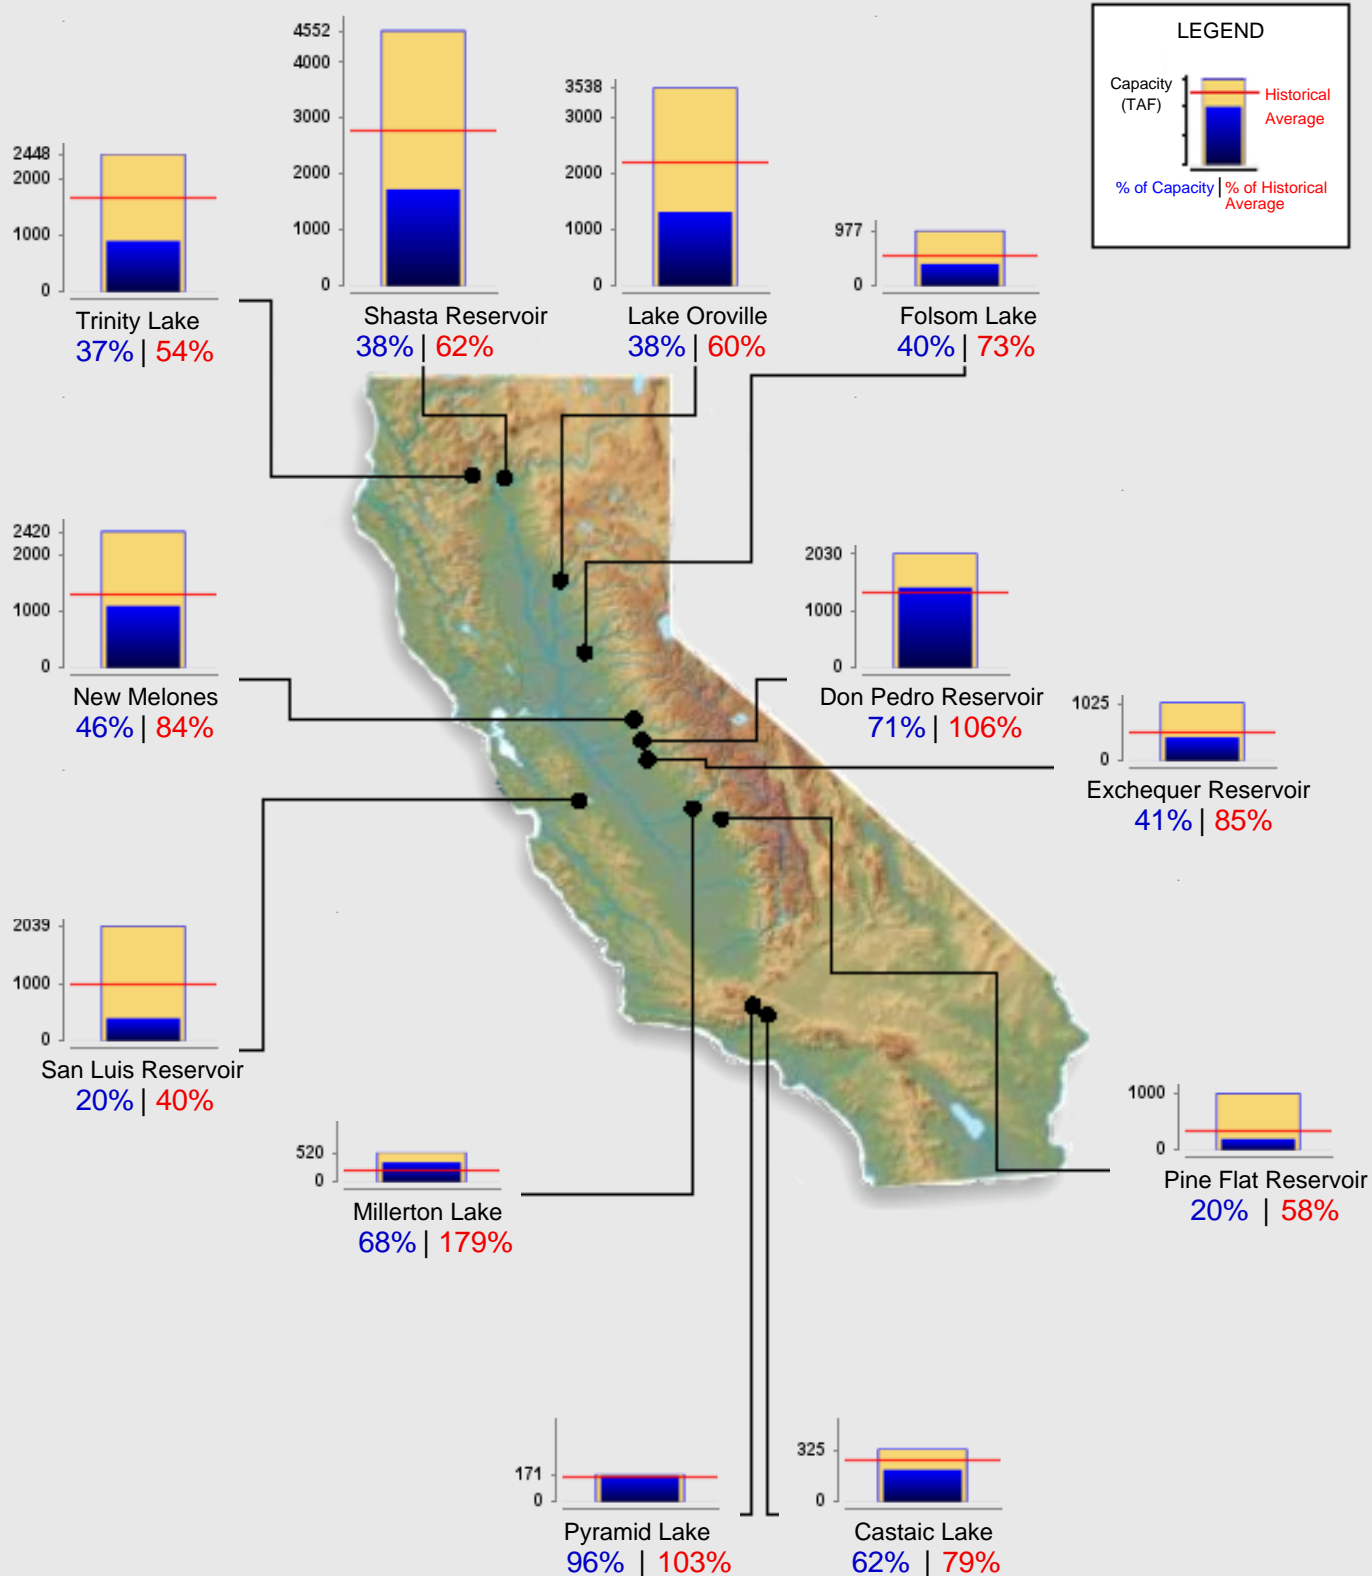 LEGEND
Capacity
(TAF)
Historical
Average
% of Capacity | % of Historical
Average
4552
4000
3000
2000
1000
0
Shasta Reservoir
38% | 62%
3538
3000
2000
1000
0
Lake Oroville
38% | 60%
2448
2000
1000
0
Trinity Lake
37% | 54%
977
0
Folsom Lake
40% | 73%
2420
2000
1000
0
New Melones
46% | 84%
2030
1000
0
Don Pedro Reservoir
71% | 106%
1025
0
Exchequer Reservoir
41% | 85%
2039
1000
0
San Luis Reservoir
20% | 40%
520
0
Millerton Lake
68% | 179%
1000
0
Pine Flat Reservoir
20% | 58%
171
0
Pyramid Lake
96% | 103%
325
0
Castaic Lake
62% | 79%